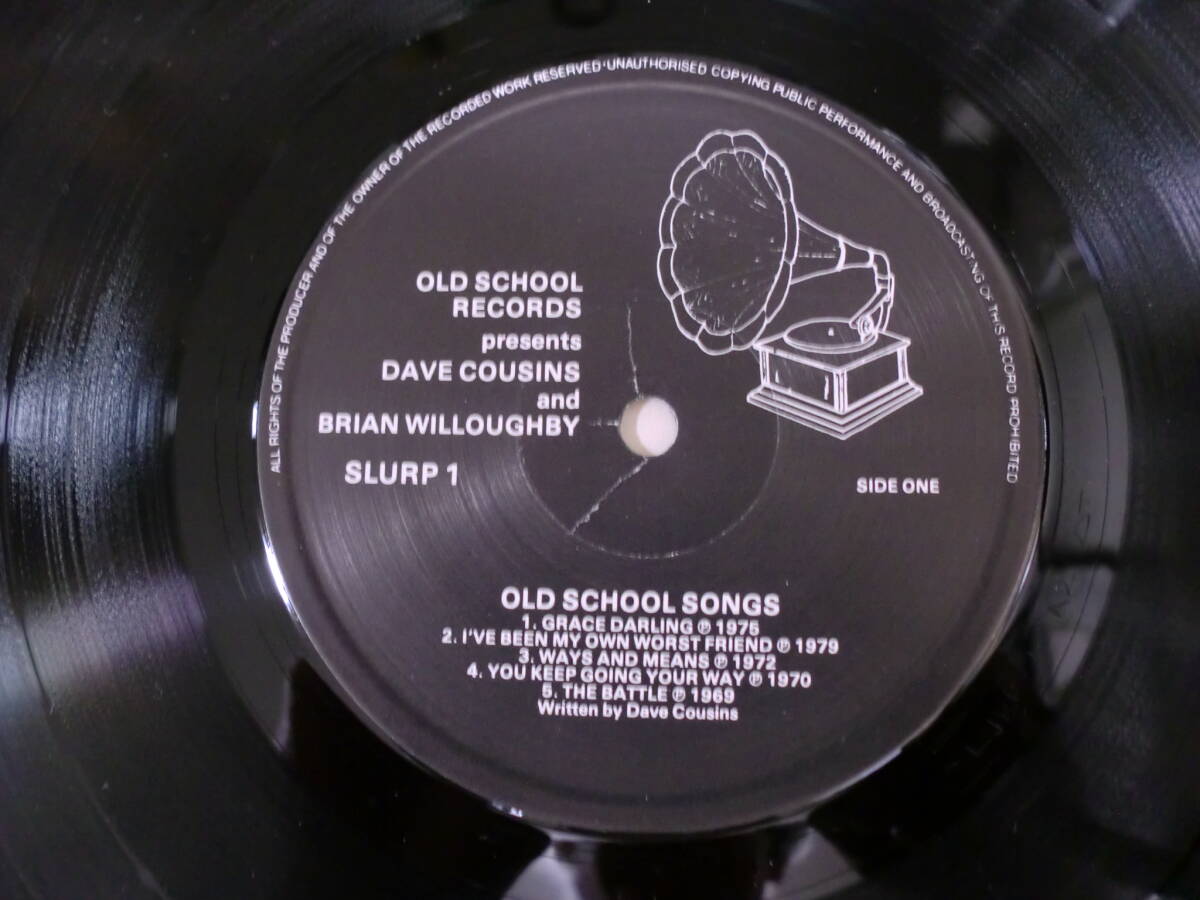 ALL RIGHTS OF THE PRODUCER AND OF THE OWNER OF THE RECORDED WORK RESERVED·UNAUTHORISED COPYING PUBLIC PERFORMANCE AND BROADCASTING OF THIS RECORD PROHIBITED
OLD SCHOOL
RECORDS
presents
DAVE COUSINS
and
BRIAN WILLOUGHBY
SLURP 1
SIDE ONE
OLD SCHOOL SONGS
1. GRACE DARLING ℗ 1975
2. I'VE BEEN MY OWN WORST FRIEND ℗ 1979
3. WAYS AND MEANS ℗ 1972
4. YOU KEEP GOING YOUR WAY ℗ 1970
5. THE BATTLE ℗ 1969
Written by Dave Cousins